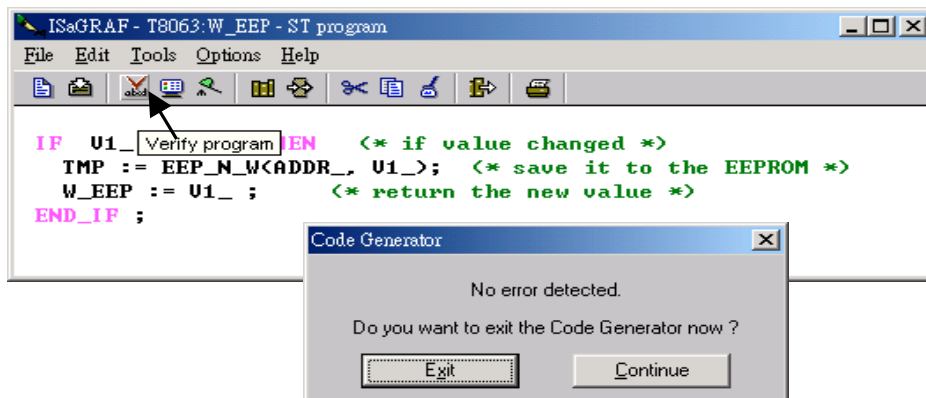 ISaGRAF - T8063:W_EEP - ST program
File Edit Tools Options Help
IF V1_ Verify program (* if value changed *)
TMP := EEP_N_W(ADDR_, V1_); (* save it to the EEPROM *)
W_EEP := V1_ ; (* return the new value *)
END_IF ;
Code Generator
No error detected.
Do you want to exit the Code Generator now ?
Exit Continue